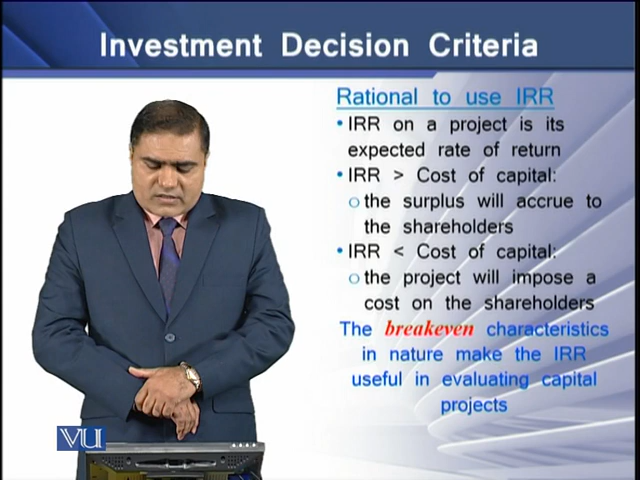 Investment Decision Criteria
Rational to use IRR
• IRR on a project is its
expected rate of return
• IRR > Cost of capital:
o the surplus will accrue to
the shareholders
• IRR < Cost of capital:
o the project will impose a
cost on the shareholders
The breakeven characteristics
in nature make the IRR
useful in evaluating capital
projects
VU